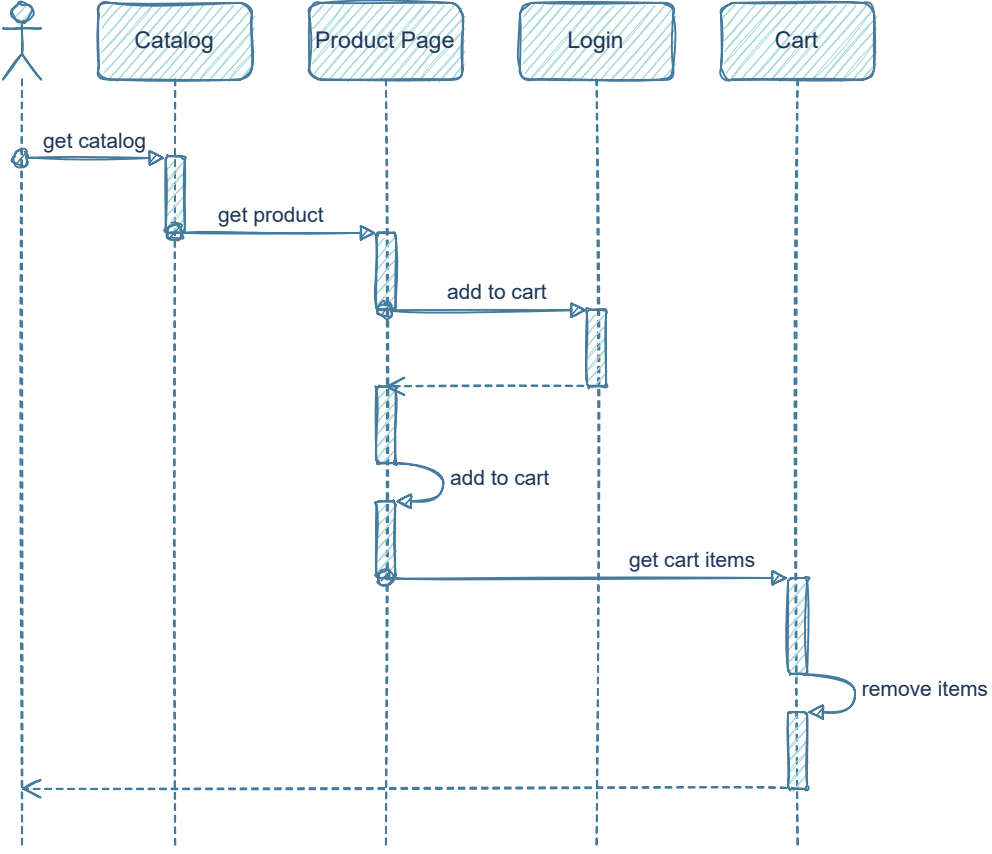 Catalog
Product Page
Login
Cart
get catalog
get product
add to cart
add to cart
get cart items
remove items